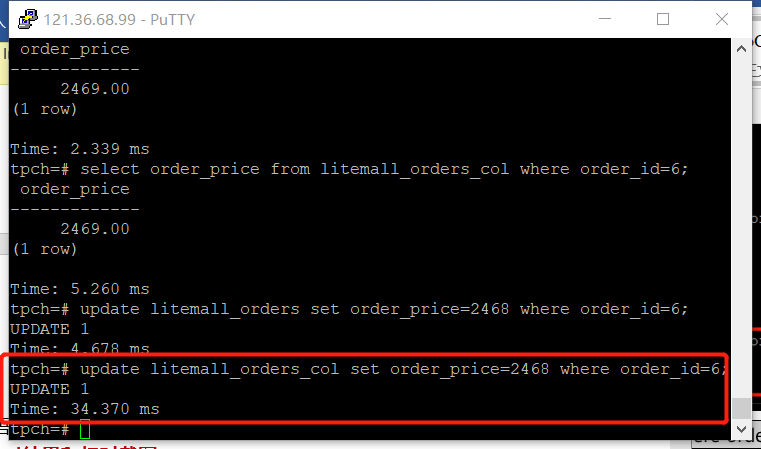 121.36.68.99 - PuTTY
order_price
-------------
2469.00
(1 row)
Time: 2.339 ms
tpch=# select order_price from litemall_orders_col where order_id=6;
order_price
-------------
2469.00
(1 row)
Time: 5.260 ms
tpch=# update litemall_orders set order_price=2468 where order_id=6;
UPDATE 1
Time: 4.678 ms
tpch=# update litemall_orders_col set order_price=2468 where order_id=6;
UPDATE 1
Time: 34.370 ms
tpch=#